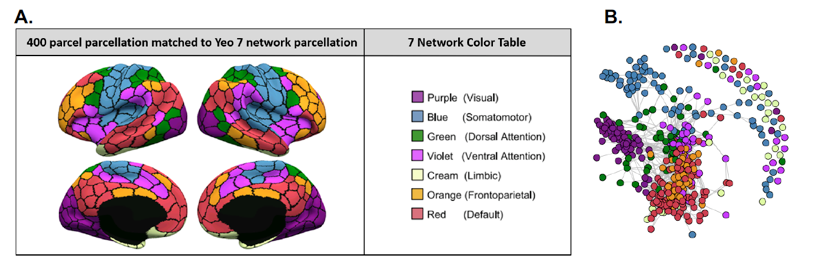 A.
B.
400 parcel parcellation matched to Yeo 7 network parcellation
7 Network Color Table
Purple (Visual)
Blue (Somatomotor)
Green (Dorsal Attention)
Violet (Ventral Attention)
Cream (Limbic)
Orange (Frontoparietal)
Red (Default)